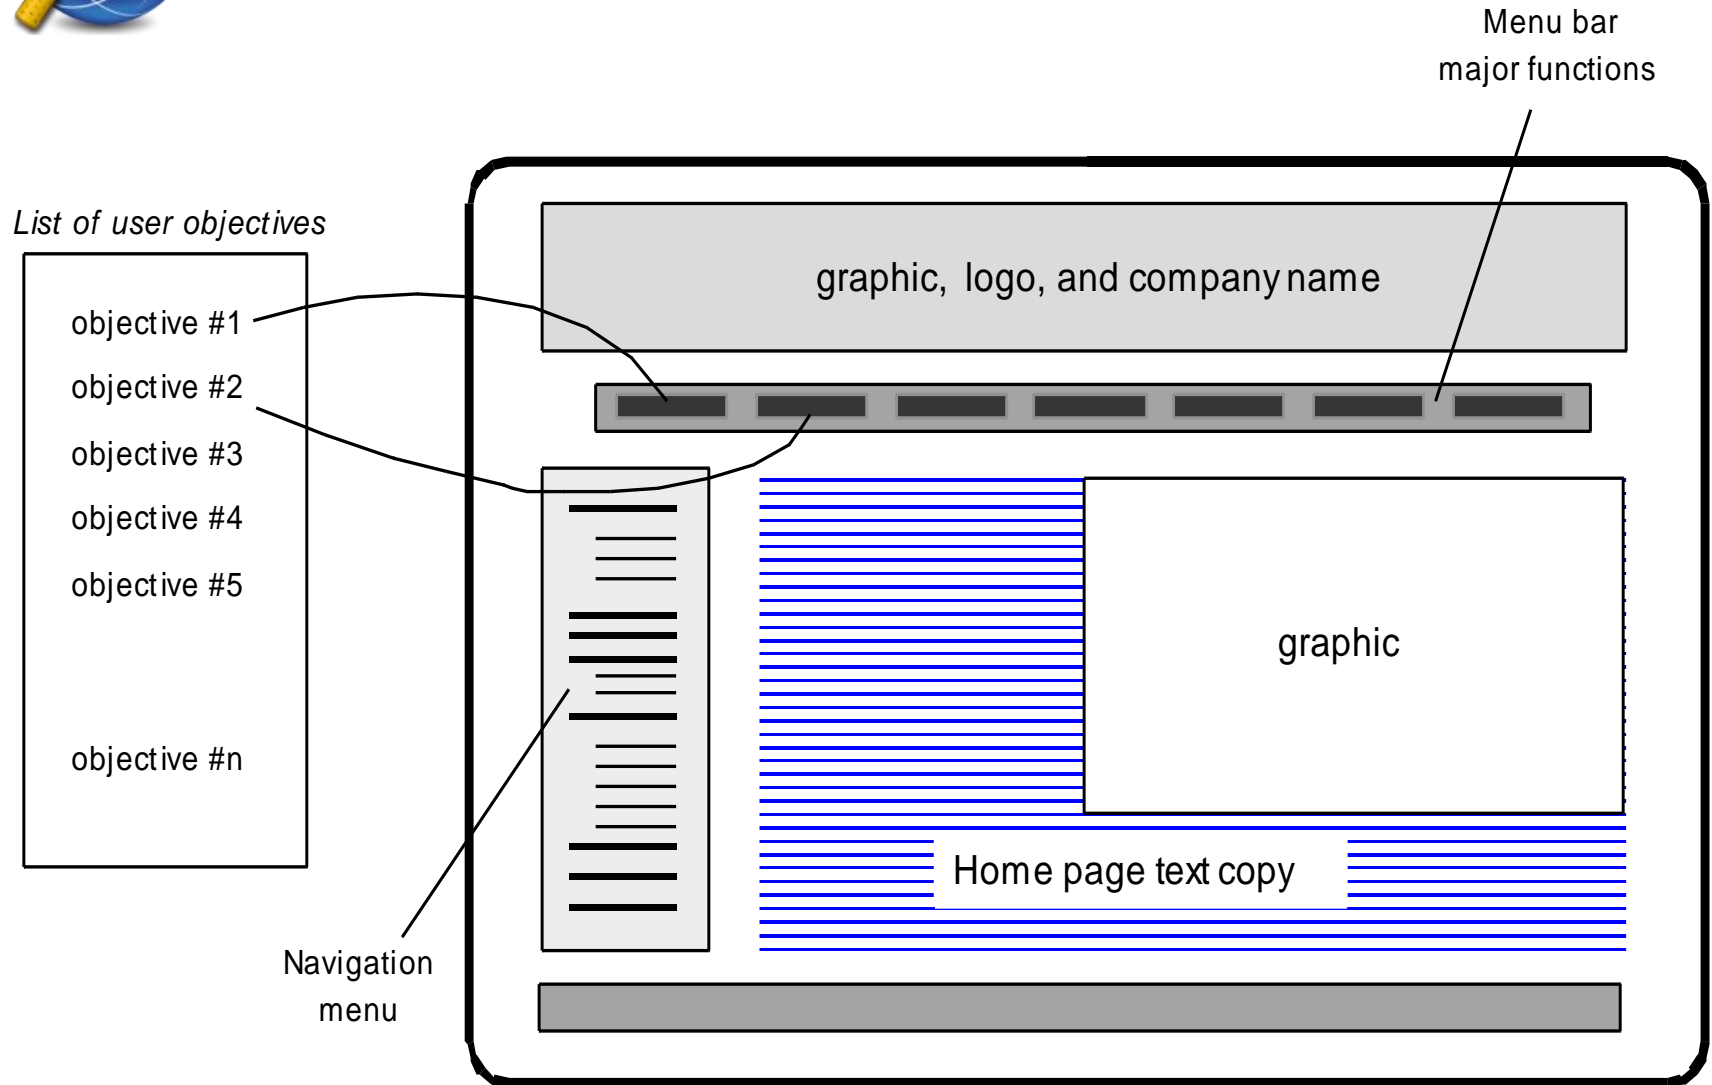 Menu bar
major functions
List of user objectives
graphic, logo, and company name
objective #1
objective #2
objective #3
objective #4
objective #5
objective #n
graphic
Home page text copy
Navigation
menu